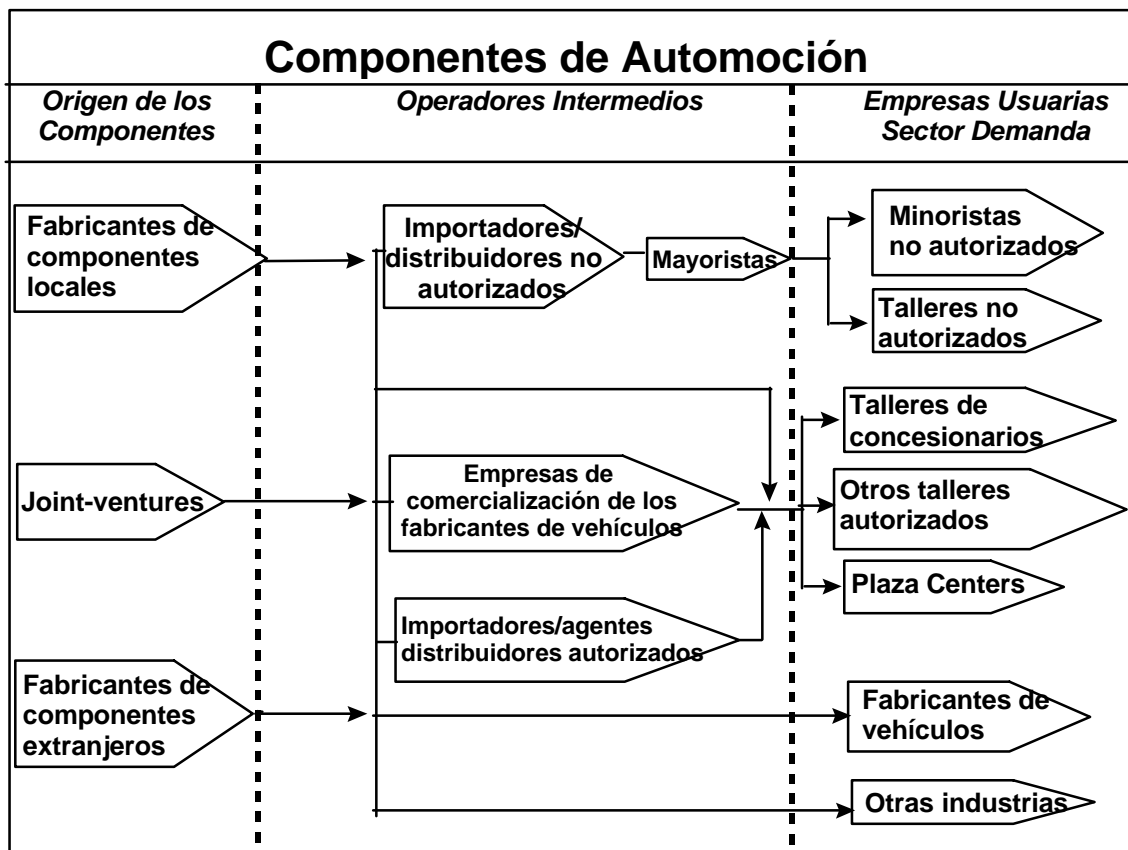 Componentes de Automoción
Origen de los
Componentes
Operadores Intermedios
Empresas Usuarias
Sector Demanda
Fabricantes de
componentes
locales
Joint-ventures
Fabricantes de
componentes
extranjeros
Importadores/
distribuidores no
autorizados
Mayoristas
Empresas de
comercialización de los
fabricantes de vehículos
Importadores/agentes
distribuidores autorizados
Minoristas
no autorizados
Talleres no
autorizados
Talleres de
concesionarios
Otros talleres
autorizados
Plaza Centers
Fabricantes de
vehículos
Otras industrias